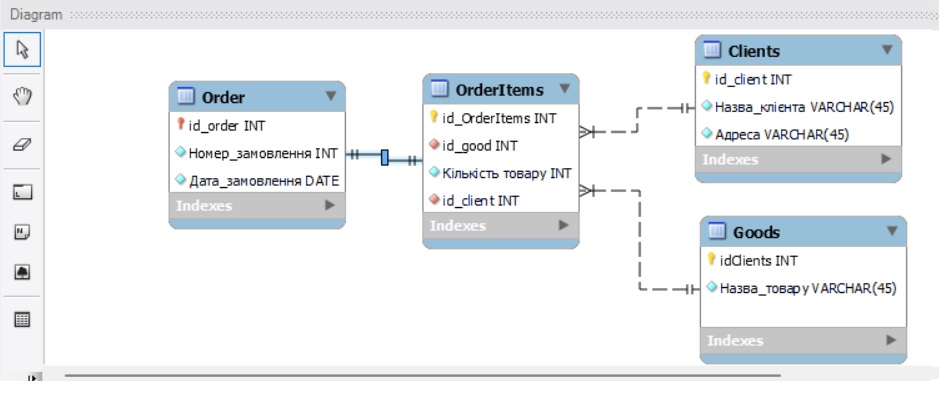 Diagram
Order
id_order INT
Номер_замовлення INT
Дата_замовлення DATE
Indexes
OrderItems
id_OrderItems INT
id_good INT
Кількість товару INT
id_client INT
Indexes
Clients
id_client INT
Назва_клієнта VARCHAR(45)
Адреса VARCHAR(45)
Indexes
Goods
idClients INT
Назва_товару VARCHAR(45)
Indexes